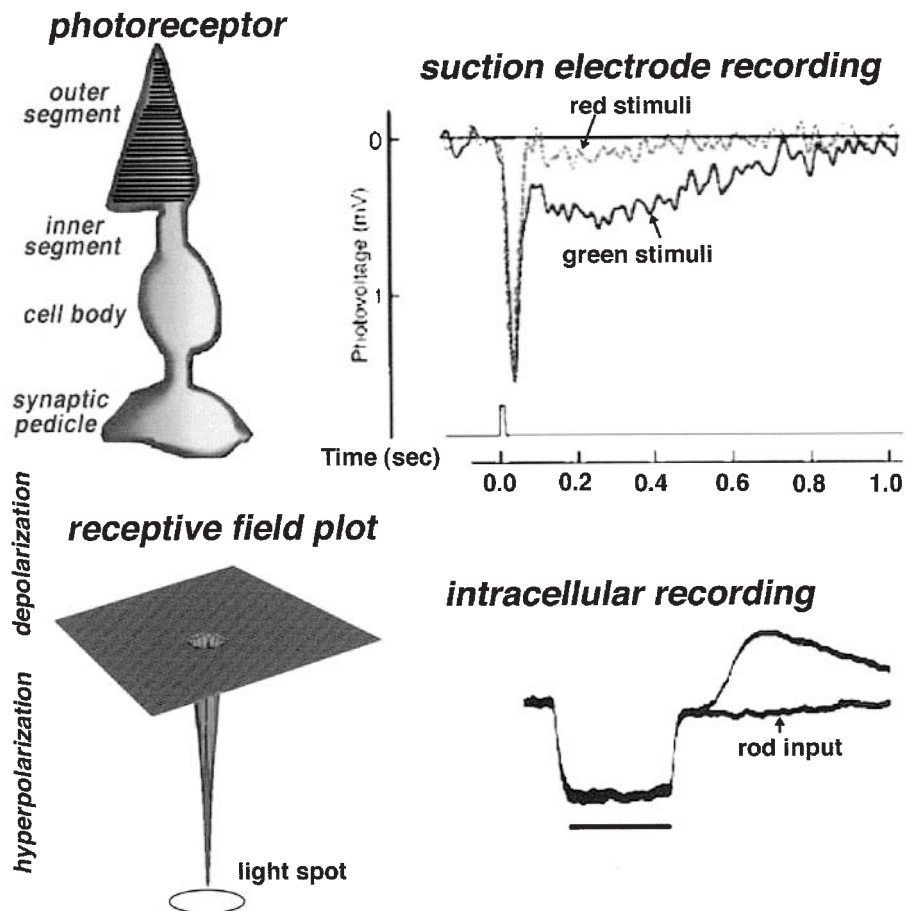 photoreceptor
outer
segment
inner
segment
cell body
synaptic
pedicle
suction electrode recording
red stimuli
0
Photovoltage (mV)
green stimuli
1
Time (sec)
0.0 0.2 0.4 0.6 0.8 1.0
receptive field plot
depolarization
hyperpolarization
light spot
intracellular recording
rod input